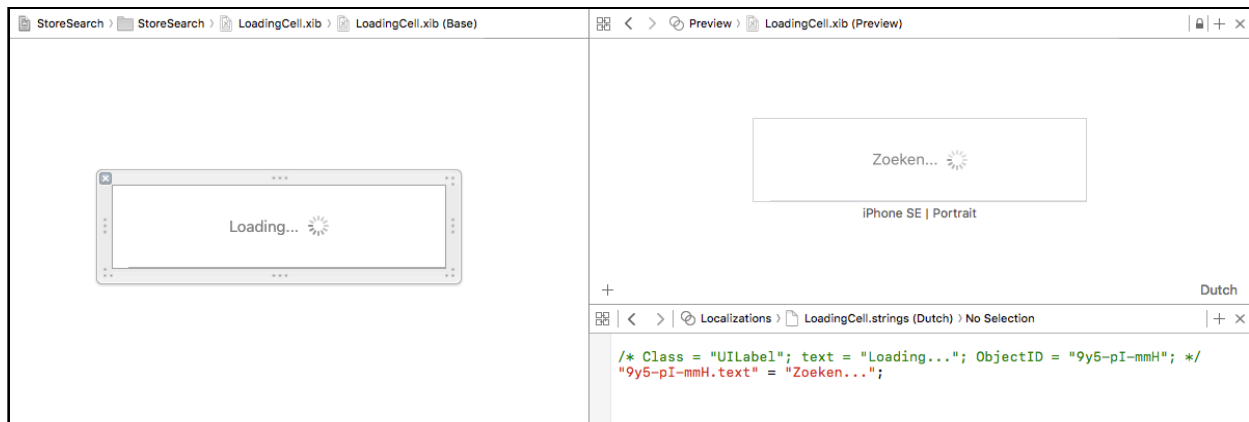 StoreSearch 〉 StoreSearch 〉 LoadingCell.xib 〉 LoadingCell.xib (Base)
Loading...
Preview 〉 LoadingCell.xib (Preview)
Zoeken...
iPhone SE | Portrait
Dutch
Localizations 〉 LoadingCell.strings (Dutch) 〉 No Selection
/* Class = "UILabel"; text = "Loading..."; ObjectID = "9y5-pI-mmH"; */
"9y5-pI-mmH.text" = "Zoeken...";